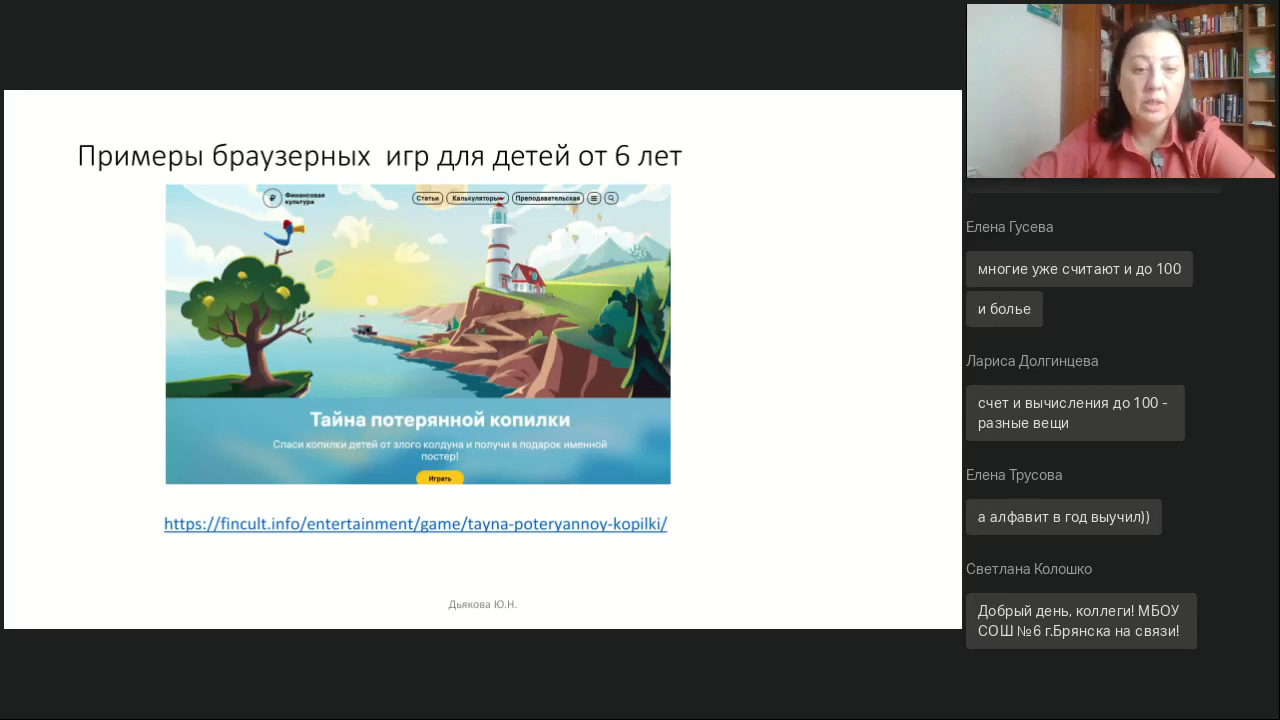 Примеры браузерных игр для детей от 6 лет
Финансовая
культура
Статьи
Калькуляторы
Преподавательская
Тайна потерянной копилки
Спаси копилки детей от злого колдуна и получи в подарок именной
постер!
Играть
https://fincult.info/entertainment/game/tayna-poteryannoy-kopilki/
Дьякова Ю.Н.
Елена Гусева
многие уже считают и до 100
и болье
Лариса Долгинцева
счет и вычисления до 100 -
разные вещи
Елена Трусова
а алфавит в год выучил))
Светлана Колошко
Добрый день, коллеги! МБОУ
СОШ №6 г.Брянска на связи!